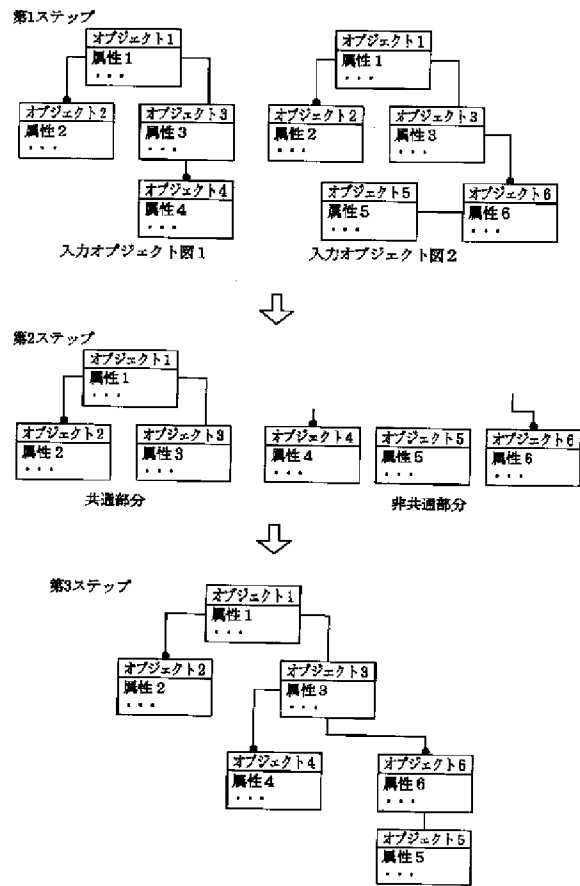 第1ステップ
オブジェクト1
属性1
・・・
オブジェクト2
属性2
・・・
オブジェクト3
属性3
・・・
オブジェクト4
属性4
・・・
入力オブジェクト図1
オブジェクト1
属性1
・・・
オブジェクト2
属性2
・・・
オブジェクト3
属性3
・・・
オブジェクト5
属性5
・・・
オブジェクト6
属性6
・・・
入力オブジェクト図2
第2ステップ
オブジェクト1
属性1
・・・
オブジェクト2
属性2
・・・
オブジェクト3
属性3
・・・
共通部分
オブジェクト4
属性4
・・・
オブジェクト5
属性5
・・・
オブジェクト6
属性6
・・・
非共通部分
第3ステップ
オブジェクト1
属性1
・・・
オブジェクト2
属性2
・・・
オブジェクト3
属性3
・・・
オブジェクト4
属性4
・・・
オブジェクト6
属性6
・・・
オブジェクト5
属性5
・・・